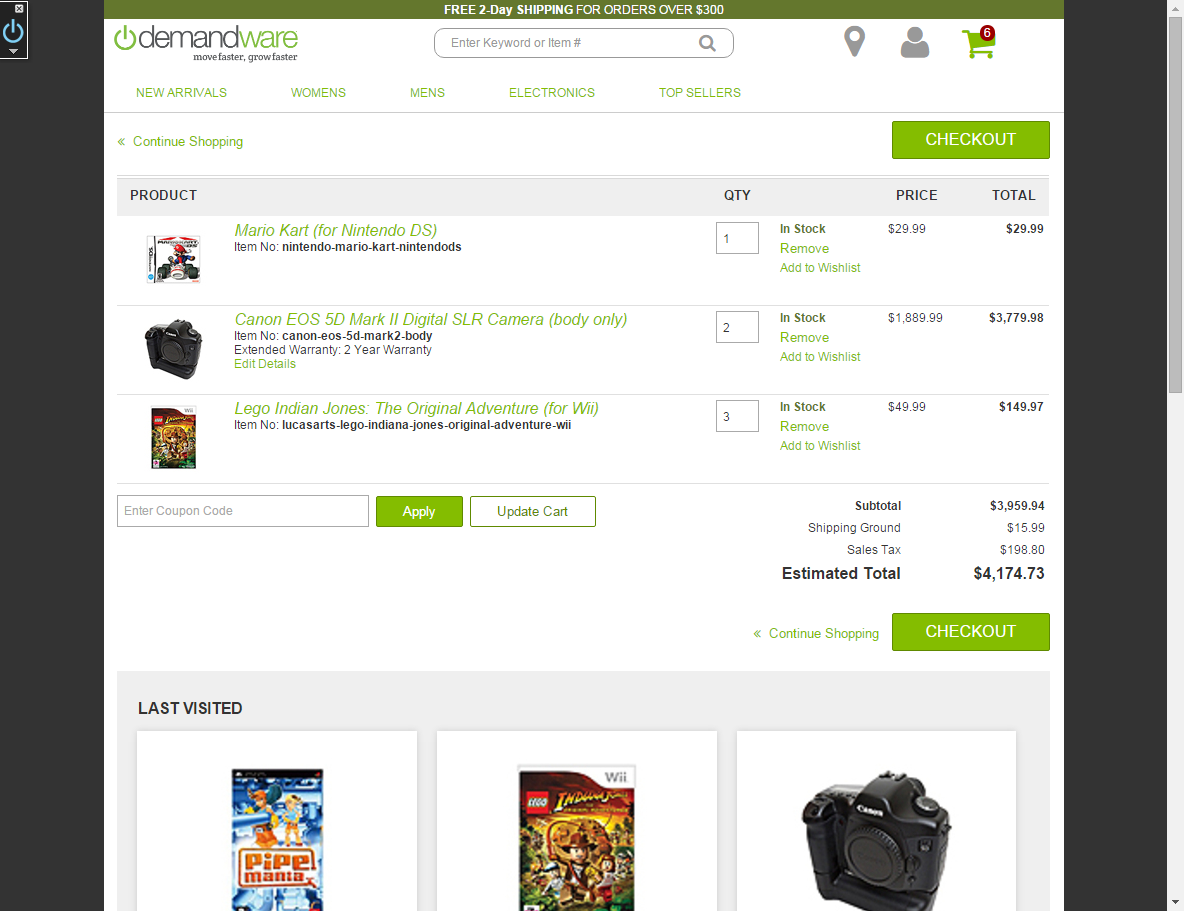 FREE 2-Day SHIPPING FOR ORDERS OVER $300
demandware
move faster, grow faster
Enter Keyword or Item #
6
NEW ARRIVALS WOMENS MENS ELECTRONICS TOP SELLERS
« Continue Shopping
CHECKOUT
PRODUCT QTY PRICE TOTAL
Mario Kart (for Nintendo DS)
Item No: nintendo-mario-kart-nintendods
1
In Stock
Remove
Add to Wishlist
$29.99
$29.99
Canon EOS 5D Mark II Digital SLR Camera (body only)
Item No: canon-eos-5d-mark2-body
Extended Warranty: 2 Year Warranty
Edit Details
2
In Stock
Remove
Add to Wishlist
$1,889.99
$3,779.98
Lego Indian Jones: The Original Adventure (for Wii)
Item No: lucasarts-lego-indiana-jones-original-adventure-wii
3
In Stock
Remove
Add to Wishlist
$49.99
$149.97
Enter Coupon Code
Apply
Update Cart
Subtotal $3,959.94
Shipping Ground $15.99
Sales Tax $198.80
Estimated Total $4,174.73
« Continue Shopping
CHECKOUT
LAST VISITED
PIPE!
mania
Wii
LEGO
INDIANA JONES
Canon